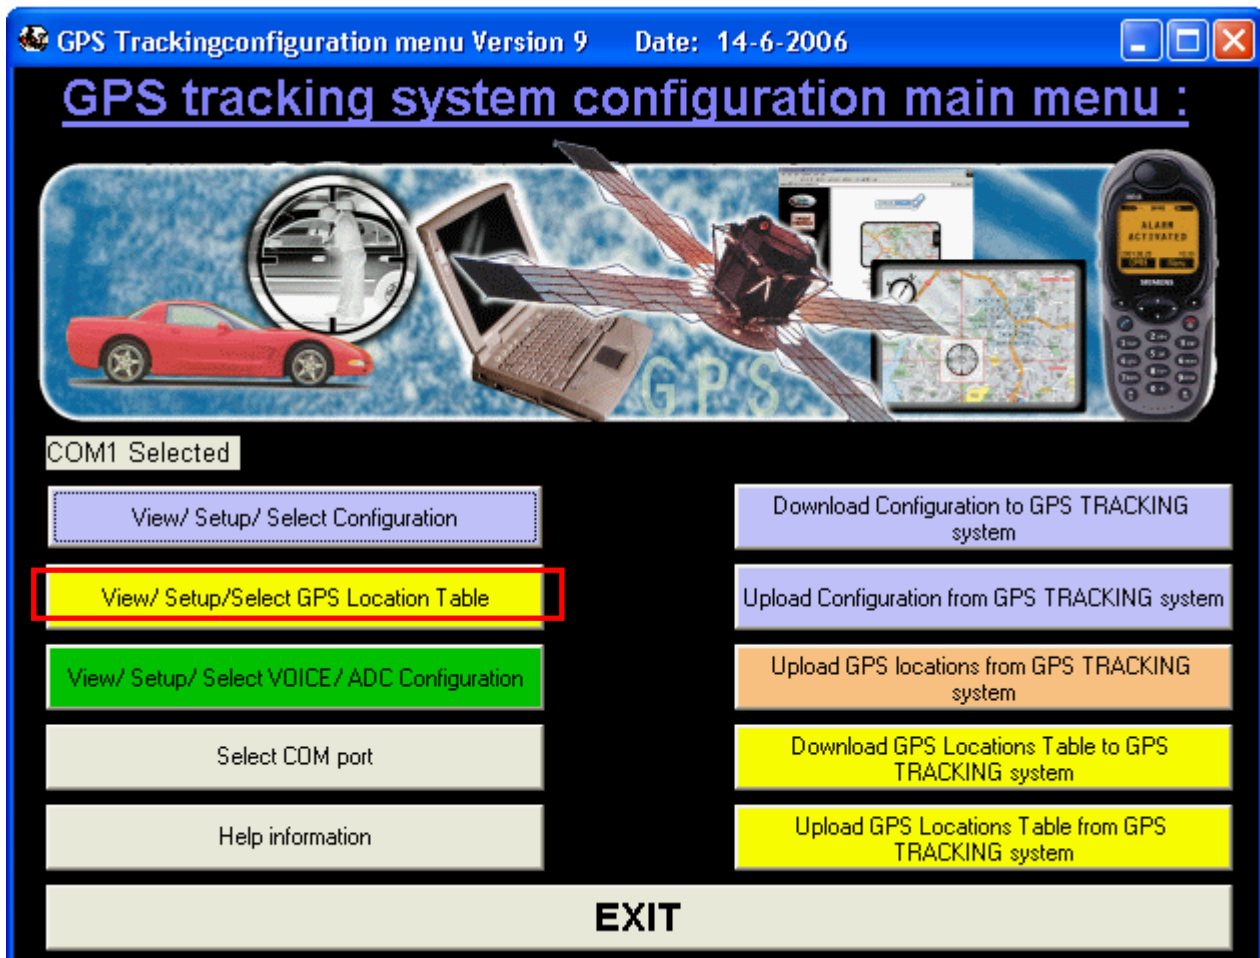 GPS Trackingconfiguration menu Version 9 Date: 14-6-2006
GPS tracking system configuration main menu :
ALARM
ACTIVATED
SIEMENS
GPS
COM1 Selected
View/ Setup/ Select Configuration
View/ Setup/Select GPS Location Table
View/ Setup/ Select VOICE/ ADC Configuration
Select COM port
Help information
Download Configuration to GPS TRACKING
system
Upload Configuration from GPS TRACKING system
Upload GPS locations from GPS TRACKING
system
Download GPS Locations Table to GPS
TRACKING system
Upload GPS Locations Table from GPS
TRACKING system
EXIT